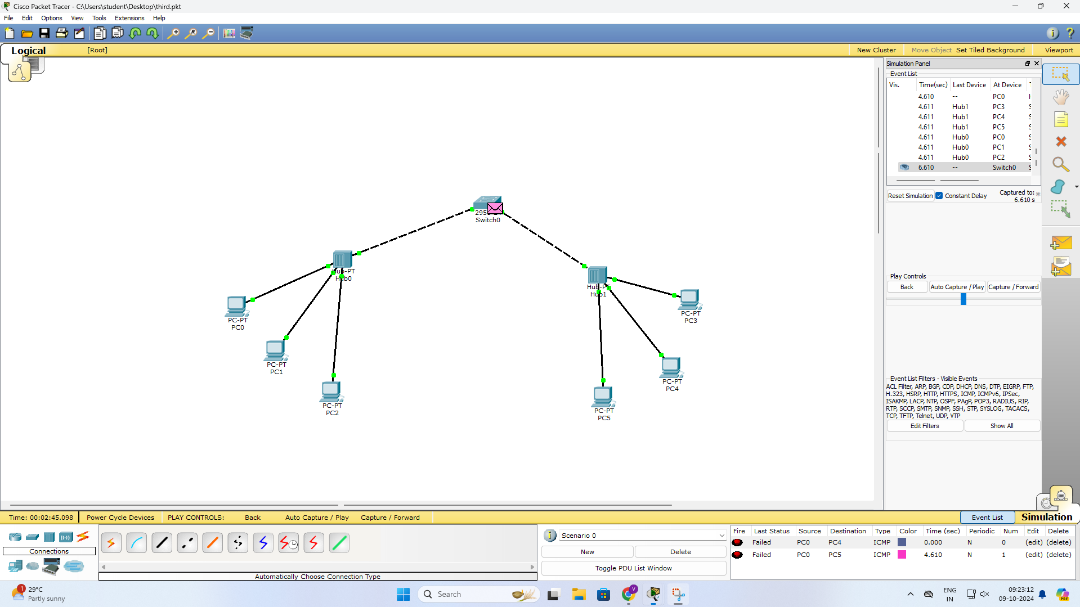 Cisco Packet Tracer - C:\Users\student\Desktop\third.pkt
File Edit Options View Tools Extensions Help
Logical
[Root]
New Cluster Move Object Set Tiled Background Viewport
Switch0
Hub-PT
Hub0
Hub1
PC-PT
PC0
PC-PT
PC1
PC-PT
PC2
PC-PT
PC3
PC-PT
PC4
PC-PT
PC5
Simulation Panel
Event List
Vis. Time(sec) Last Device At Device
4.610 -- PC0
4.611 Hub1 PC3
4.611 Hub1 PC4
4.611 Hub1 PC5
4.611 Hub0 PC0
4.611 Hub0 PC1
4.611 Hub0 PC2
6.610 -- Switch0
Reset Simulation Constant Delay Captured to:
6.610 s
Play Controls
Back Auto Capture / Play Capture / Forward
Event List Filters - Visible Events
ACL Filter, ARP, BGP, CDP, DHCP, DNS, DTP, EIGRP, FTP,
H.323, HSRP, HTTP, HTTPS, ICMP, ICMPv6, IPSec,
ISAKMP, LACP, NTP, OSPF, PAgP, POP3, RADIUS, RIP,
RTP, SCCP, SMTP, SNMP, SSH, STP, SYSLOG, TACACS,
TCP, TFTP, Telnet, UDP, VTP
Edit Filters Show All
Time: 00:02:45.098 Power Cycle Devices PLAY CONTROLS: Back Auto Capture / Play Capture / Forward
Event List Simulation
Connections
Automatically Choose Connection Type
Scenario 0
New Delete
Toggle PDU List Window
Fire Last Status Source Destination Type Color Time (sec) Periodic Num Edit Delete
Failed PC0 PC4 ICMP 0.000 N 0 (edit) (delete)
Failed PC0 PC5 ICMP 4.610 N 1 (edit) (delete)
29°C
Partly sunny
Search
ENG
IN
09:23:12
09-10-2024